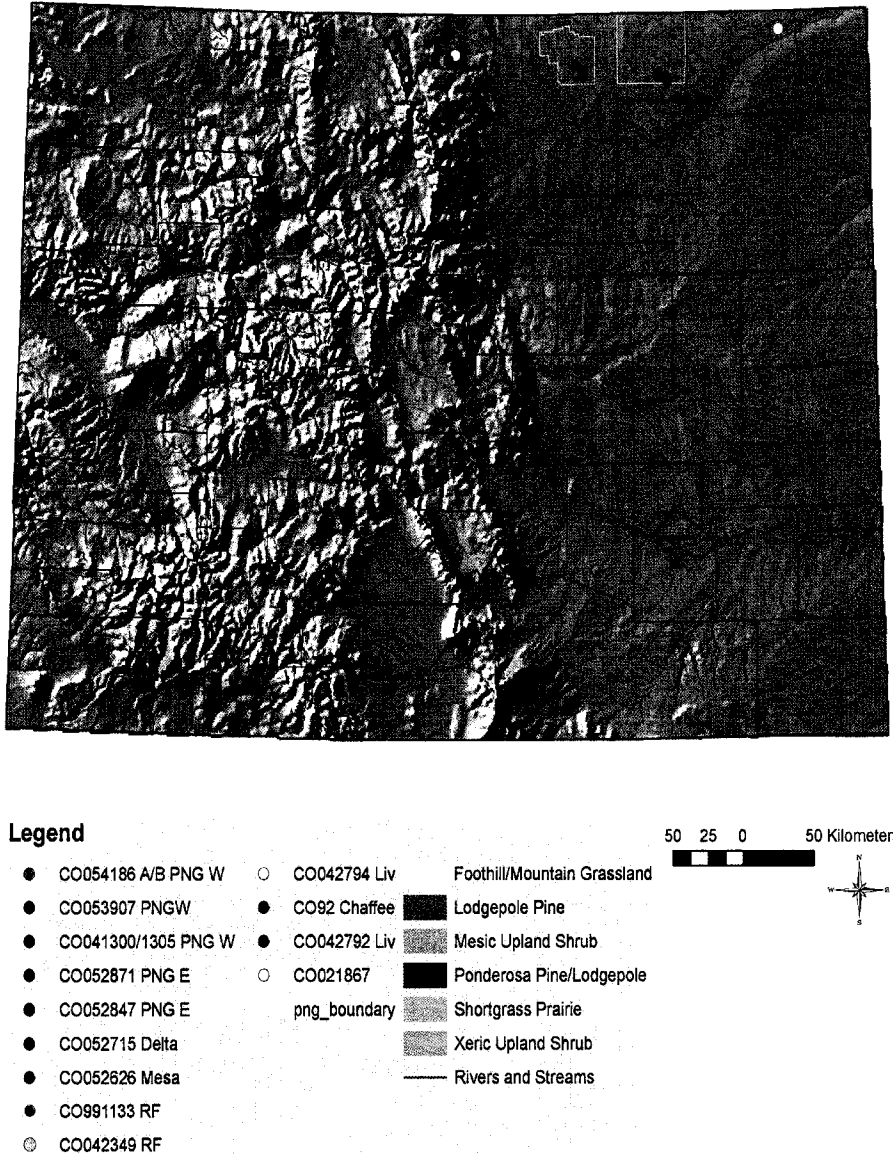 Legend
CO054186 A/B PNG W
CO053907 PNGW
CO041300/1305 PNG W
CO052871 PNG E
CO052847 PNG E
CO052715 Delta
CO052626 Mesa
CO991133 RF
CO042349 RF
CO042794 Liv
CO92 Chaffee
CO042792 Liv
CO021867
png_boundary
Foothill/Mountain Grassland
Lodgepole Pine
Mesic Upland Shrub
Ponderosa Pine/Lodgepole
Shortgrass Prairie
Xeric Upland Shrub
Rivers and Streams
50 25 0 50 Kilometer
N
W E
S